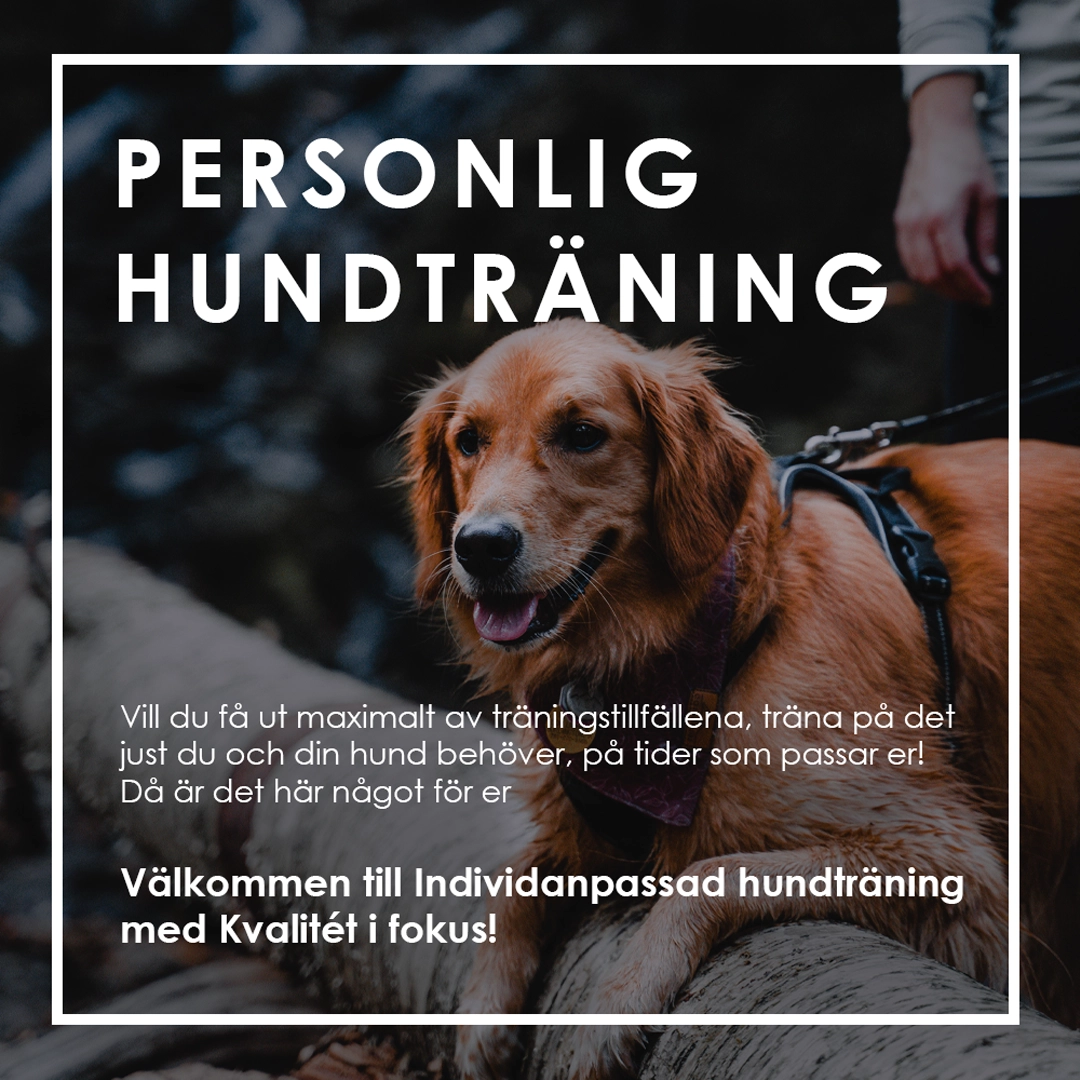 PERSONLIG
HUNDTRÄNING
Vill du få ut maximalt av träningstillfällena, träna på det
just du och din hund behöver, på tider som passar er!
Då är det här något för er
Välkommen till Individanpassad hundträning
med Kvalitét i fokus!